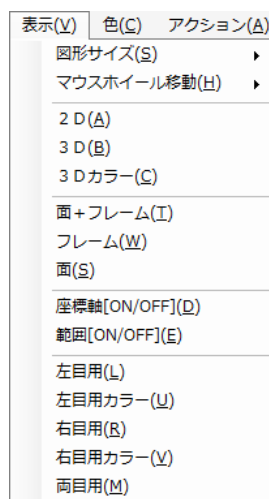 表示(V) 色(C) アクション(A)
図形サイズ(S)
マウスホイール移動(H)
２Ｄ(A)
３Ｄ(B)
３Ｄカラー(C)
面＋フレーム(T)
フレーム(W)
面(S)
座標軸[ON/OFF](D)
範囲[ON/OFF](E)
左目用(L)
左目用カラー(U)
右目用(R)
右目用カラー(V)
両目用(M)